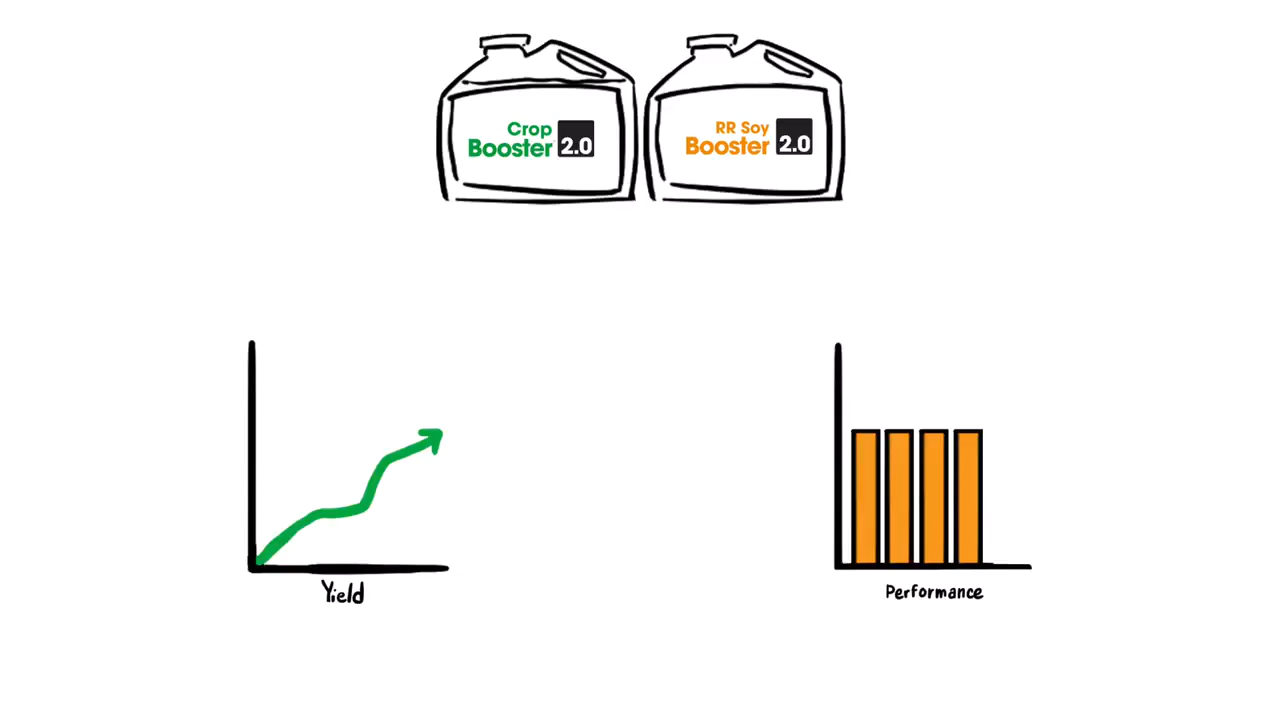 Crop
Booster 2.0
RR Soy
Booster 2.0
Yield
Performance